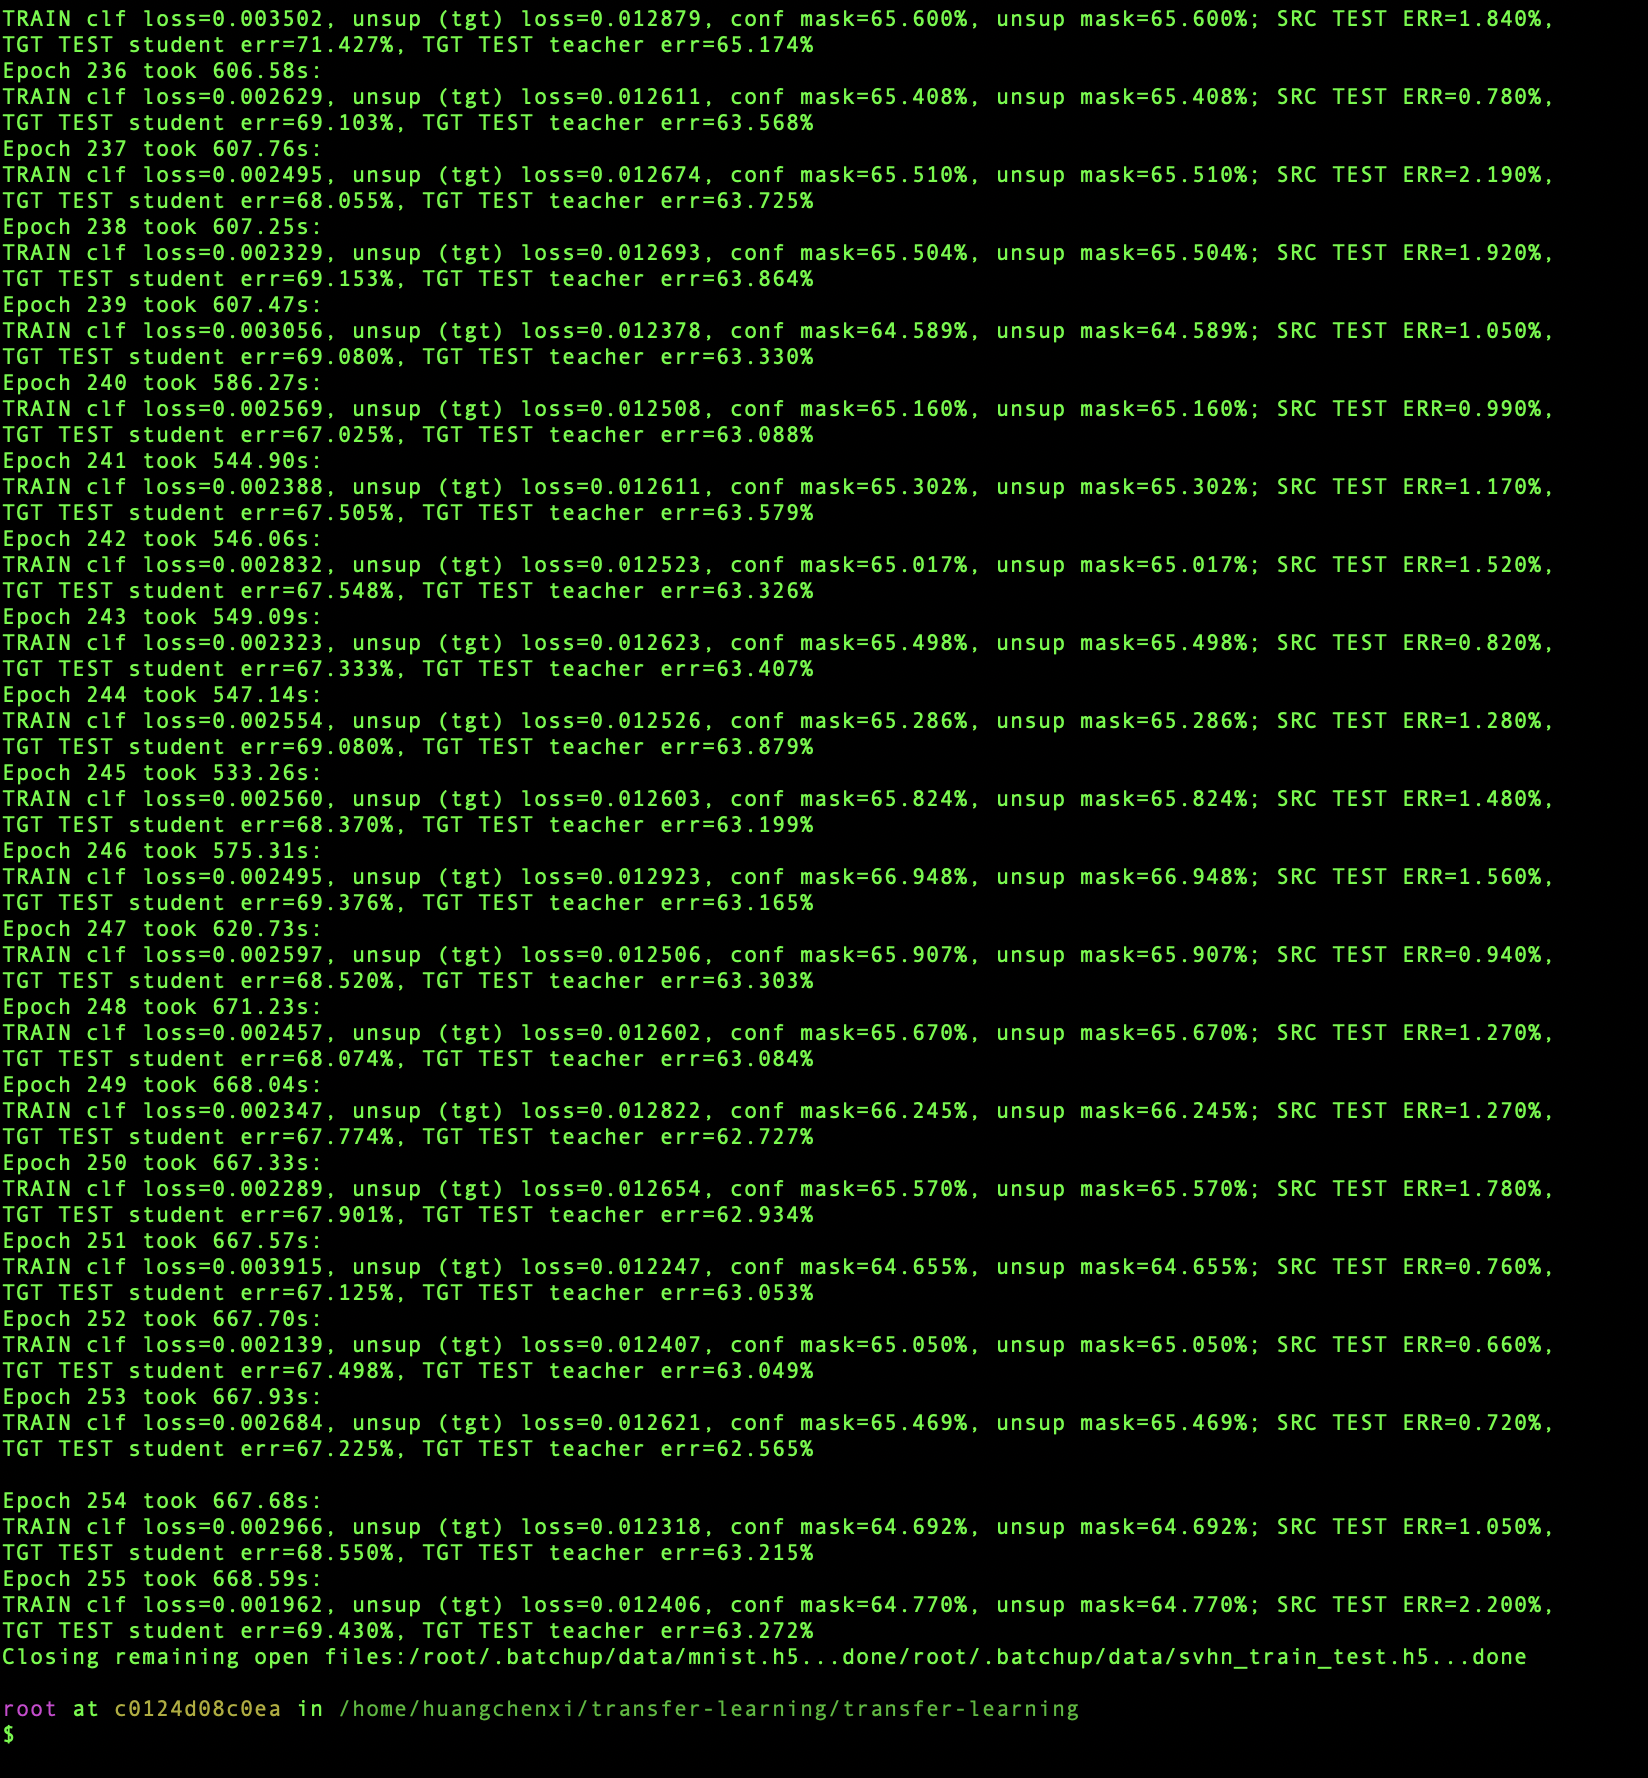 TRAIN clf loss=0.003502, unsup (tgt) loss=0.012879, conf mask=65.600%, unsup mask=65.600%; SRC TEST ERR=1.840%,
TGT TEST student err=71.427%, TGT TEST teacher err=65.174%
Epoch 236 took 606.58s:
TRAIN clf loss=0.002629, unsup (tgt) loss=0.012611, conf mask=65.408%, unsup mask=65.408%; SRC TEST ERR=0.780%,
TGT TEST student err=69.103%, TGT TEST teacher err=63.568%
Epoch 237 took 607.76s:
TRAIN clf loss=0.002495, unsup (tgt) loss=0.012674, conf mask=65.510%, unsup mask=65.510%; SRC TEST ERR=2.190%,
TGT TEST student err=68.055%, TGT TEST teacher err=63.725%
Epoch 238 took 607.25s:
TRAIN clf loss=0.002329, unsup (tgt) loss=0.012693, conf mask=65.504%, unsup mask=65.504%; SRC TEST ERR=1.920%,
TGT TEST student err=69.153%, TGT TEST teacher err=63.864%
Epoch 239 took 607.47s:
TRAIN clf loss=0.003056, unsup (tgt) loss=0.012378, conf mask=64.589%, unsup mask=64.589%; SRC TEST ERR=1.050%,
TGT TEST student err=69.080%, TGT TEST teacher err=63.330%
Epoch 240 took 586.27s:
TRAIN clf loss=0.002569, unsup (tgt) loss=0.012508, conf mask=65.160%, unsup mask=65.160%; SRC TEST ERR=0.990%,
TGT TEST student err=67.025%, TGT TEST teacher err=63.088%
Epoch 241 took 544.90s:
TRAIN clf loss=0.002388, unsup (tgt) loss=0.012611, conf mask=65.302%, unsup mask=65.302%; SRC TEST ERR=1.170%,
TGT TEST student err=67.505%, TGT TEST teacher err=63.579%
Epoch 242 took 546.06s:
TRAIN clf loss=0.002832, unsup (tgt) loss=0.012523, conf mask=65.017%, unsup mask=65.017%; SRC TEST ERR=1.520%,
TGT TEST student err=67.548%, TGT TEST teacher err=63.326%
Epoch 243 took 549.09s:
TRAIN clf loss=0.002323, unsup (tgt) loss=0.012623, conf mask=65.498%, unsup mask=65.498%; SRC TEST ERR=0.820%,
TGT TEST student err=67.333%, TGT TEST teacher err=63.407%
Epoch 244 took 547.14s:
TRAIN clf loss=0.002554, unsup (tgt) loss=0.012526, conf mask=65.286%, unsup mask=65.286%; SRC TEST ERR=1.280%,
TGT TEST student err=69.080%, TGT TEST teacher err=63.879%
Epoch 245 took 533.26s:
TRAIN clf loss=0.002560, unsup (tgt) loss=0.012603, conf mask=65.824%, unsup mask=65.824%; SRC TEST ERR=1.480%,
TGT TEST student err=68.370%, TGT TEST teacher err=63.199%
Epoch 246 took 575.31s:
TRAIN clf loss=0.002495, unsup (tgt) loss=0.012923, conf mask=66.948%, unsup mask=66.948%; SRC TEST ERR=1.560%,
TGT TEST student err=69.376%, TGT TEST teacher err=63.165%
Epoch 247 took 620.73s:
TRAIN clf loss=0.002597, unsup (tgt) loss=0.012506, conf mask=65.907%, unsup mask=65.907%; SRC TEST ERR=0.940%,
TGT TEST student err=68.520%, TGT TEST teacher err=63.303%
Epoch 248 took 671.23s:
TRAIN clf loss=0.002457, unsup (tgt) loss=0.012602, conf mask=65.670%, unsup mask=65.670%; SRC TEST ERR=1.270%,
TGT TEST student err=68.074%, TGT TEST teacher err=63.084%
Epoch 249 took 668.04s:
TRAIN clf loss=0.002347, unsup (tgt) loss=0.012822, conf mask=66.245%, unsup mask=66.245%; SRC TEST ERR=1.270%,
TGT TEST student err=67.774%, TGT TEST teacher err=62.727%
Epoch 250 took 667.33s:
TRAIN clf loss=0.002289, unsup (tgt) loss=0.012654, conf mask=65.570%, unsup mask=65.570%; SRC TEST ERR=1.780%,
TGT TEST student err=67.901%, TGT TEST teacher err=62.934%
Epoch 251 took 667.57s:
TRAIN clf loss=0.003915, unsup (tgt) loss=0.012247, conf mask=64.655%, unsup mask=64.655%; SRC TEST ERR=0.760%,
TGT TEST student err=67.125%, TGT TEST teacher err=63.053%
Epoch 252 took 667.70s:
TRAIN clf loss=0.002139, unsup (tgt) loss=0.012407, conf mask=65.050%, unsup mask=65.050%; SRC TEST ERR=0.660%,
TGT TEST student err=67.498%, TGT TEST teacher err=63.049%
Epoch 253 took 667.93s:
TRAIN clf loss=0.002684, unsup (tgt) loss=0.012621, conf mask=65.469%, unsup mask=65.469%; SRC TEST ERR=0.720%,
TGT TEST student err=67.225%, TGT TEST teacher err=62.565%
Epoch 254 took 667.68s:
TRAIN clf loss=0.002966, unsup (tgt) loss=0.012318, conf mask=64.692%, unsup mask=64.692%; SRC TEST ERR=1.050%,
TGT TEST student err=68.550%, TGT TEST teacher err=63.215%
Epoch 255 took 668.59s:
TRAIN clf loss=0.001962, unsup (tgt) loss=0.012406, conf mask=64.770%, unsup mask=64.770%; SRC TEST ERR=2.200%,
TGT TEST student err=69.430%, TGT TEST teacher err=63.272%
Closing remaining open files:/root/.batchup/data/mnist.h5...done/root/.batchup/data/svhn_train_test.h5...done
root at c0124d08c0ea in /home/huangchenxi/transfer-learning/transfer-learning
$